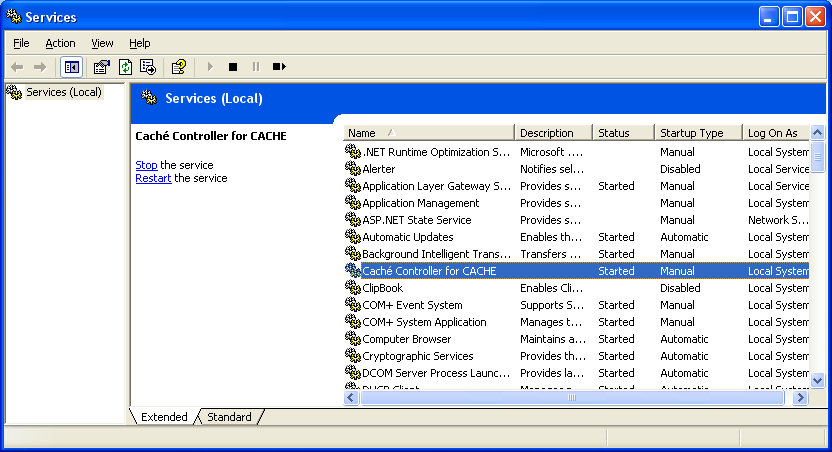 Services
File Action View Help
Services (Local)
Services (Local)
Caché Controller for CACHE
Stop the service
Restart the service
Name Description Status Startup Type Log On As
.NET Runtime Optimization S... Microsoft .... Manual Local System
Alerter Notifies sel... Disabled Local Service
Application Layer Gateway S... Provides s... Started Manual Local Service
Application Management Provides s... Manual Local System
ASP.NET State Service Provides s... Manual Network S...
Automatic Updates Enables th... Started Automatic Local System
Background Intelligent Trans... Transfers ... Started Manual Local System
Caché Controller for CACHE Started Manual Local System
ClipBook Enables Cli... Disabled Local System
COM+ Event System Supports S... Started Manual Local System
COM+ System Application Manages t... Started Manual Local System
Computer Browser Maintains a... Started Automatic Local System
Cryptographic Services Provides th... Started Automatic Local System
DCOM Server Process Launc... Provides la... Started Automatic Local System
DHCP Client Manages n... Started Automatic Local System
Extended Standard